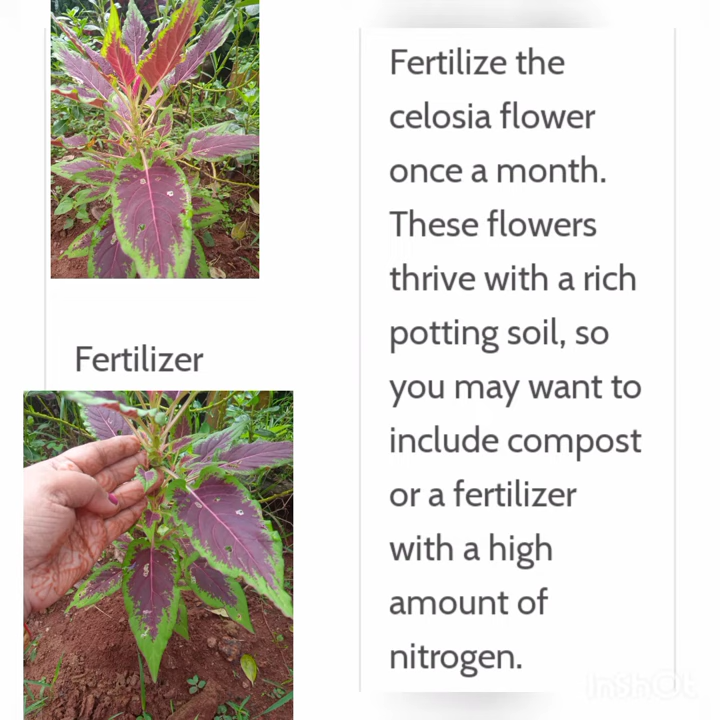 Fertilizer
Fertilize the
celosia flower
once a month.
These flowers
thrive with a rich
potting soil, so
you may want to
include compost
or a fertilizer
with a high
amount of
nitrogen.
InShOt